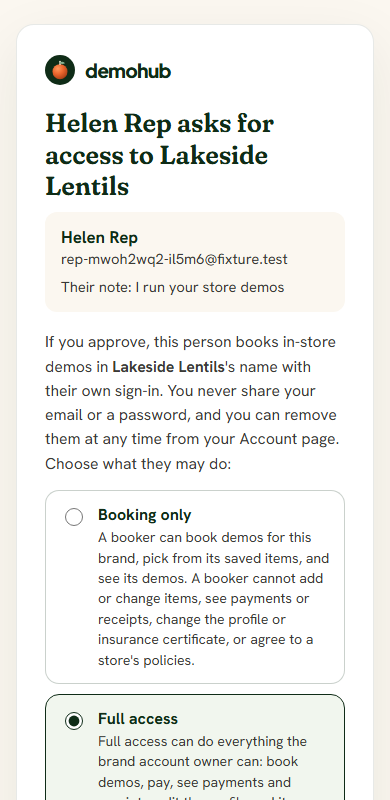 demohub
Helen Rep asks for
access to Lakeside
Lentils
Helen Rep
rep-mwoh2wq2-il5m6@fixture.test
Their note: I run your store demos
If you approve, this person books in-store
demos in Lakeside Lentils's name with
their own sign-in. You never share your
email or a password, and you can remove
them at any time from your Account page.
Choose what they may do:
Booking only
A booker can book demos for this
brand, pick from its saved items, and
see its demos. A booker cannot add
or change items, see payments or
receipts, change the profile or
insurance certificate, or agree to a
store's policies.
Full access
Full access can do everything the
brand account owner can: book
demos, pay, see payments and